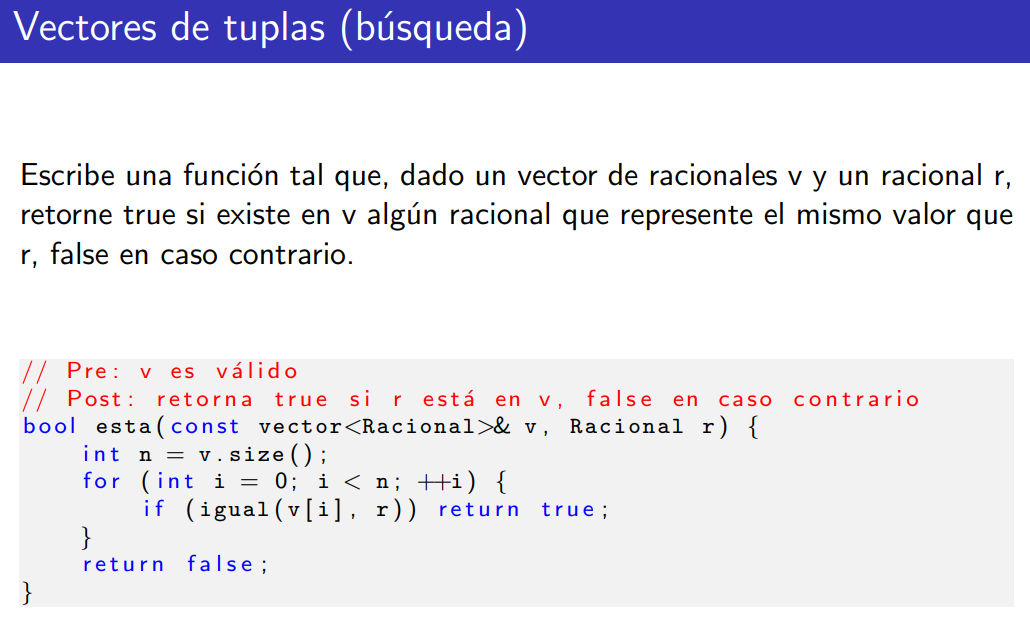 Vectores de tuplas (búsqueda)
Escribe una función tal que, dado un vector de racionales v y un racional r,
retorne true si existe en v algún racional que represente el mismo valor que
r, false en caso contrario.
// Pre: v es válido
// Post: retorna true si r está en v, false en caso contrario
bool esta(const vector<Racional>& v, Racional r) {
    int n = v.size();
    for (int i = 0; i < n; ++i) {
        if (igual(v[i], r)) return true;
    }
    return false;
}